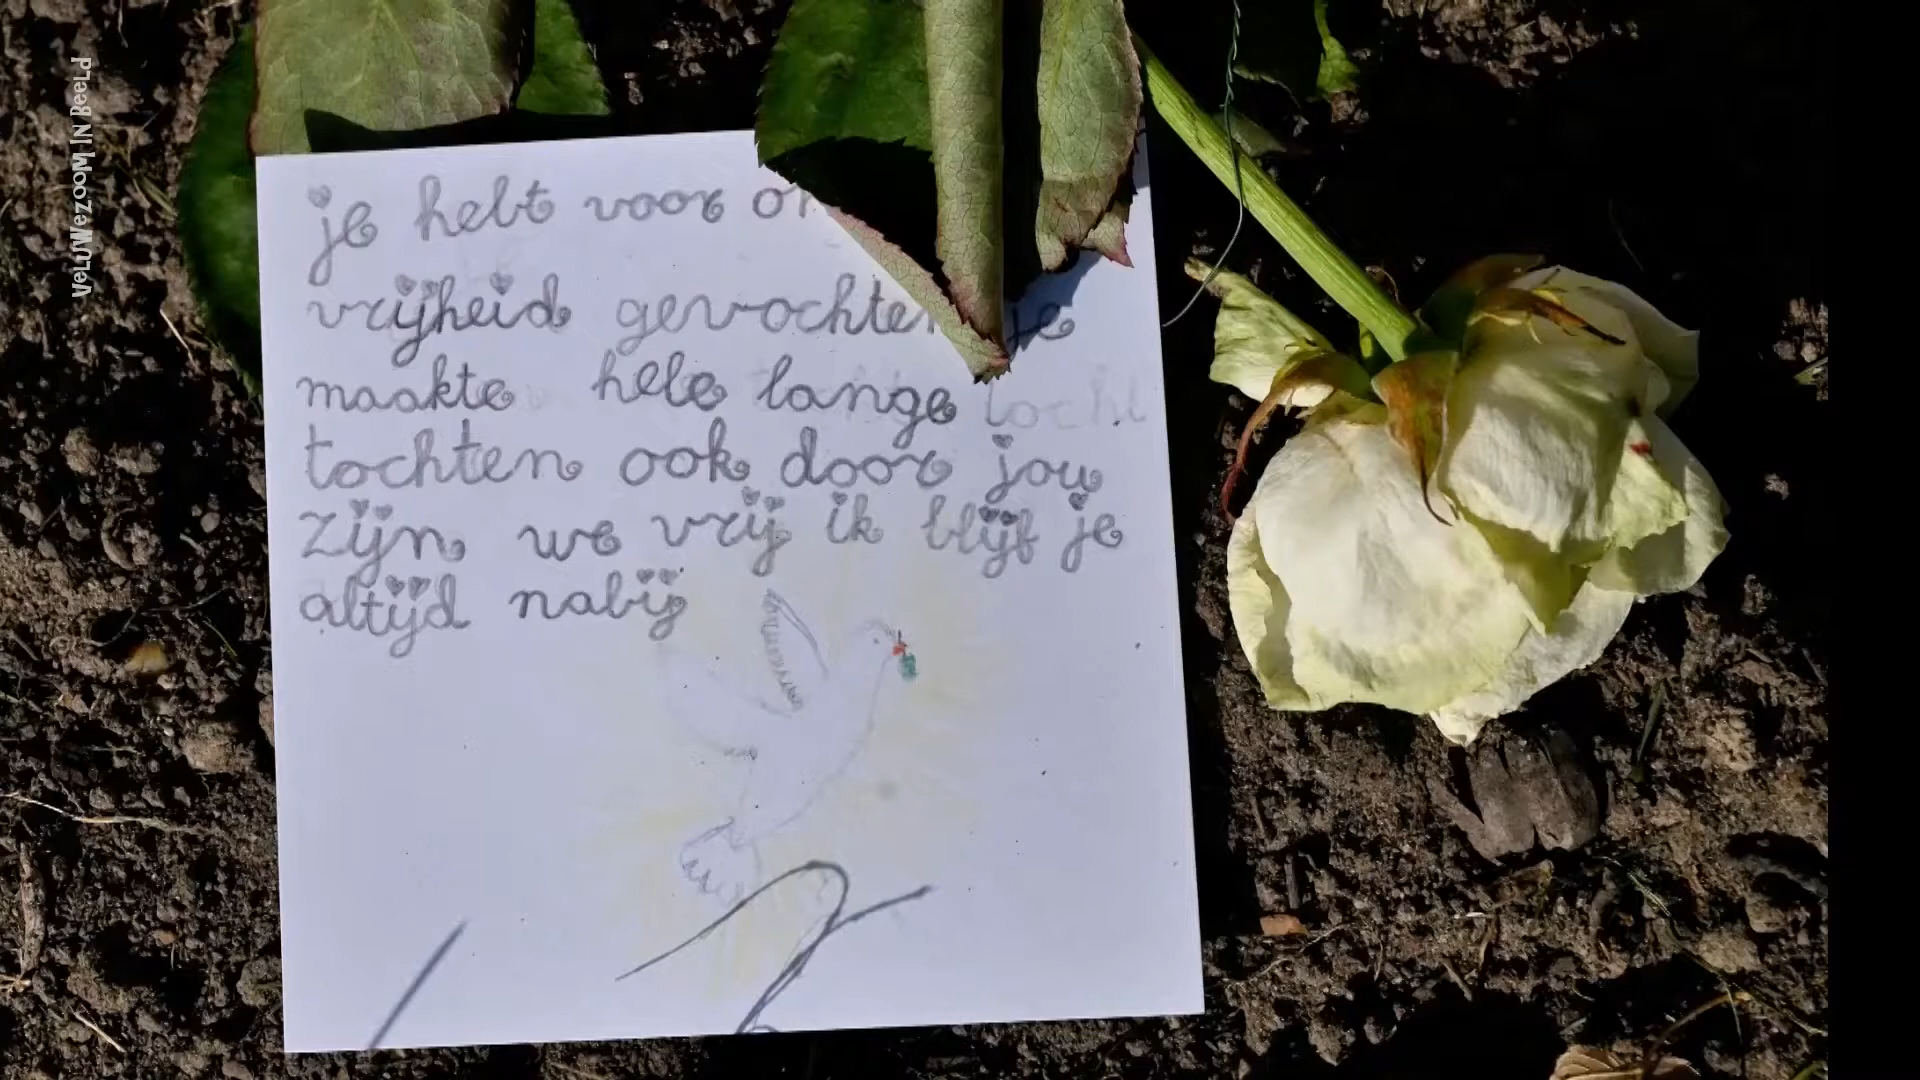 VELUWEZOOM IN BEELD
je hebt voor
vrijheid gevochten je
maakte hele lange tocht
tochten ook door jou
zijn we vrij ik blijf je
altijd nabij